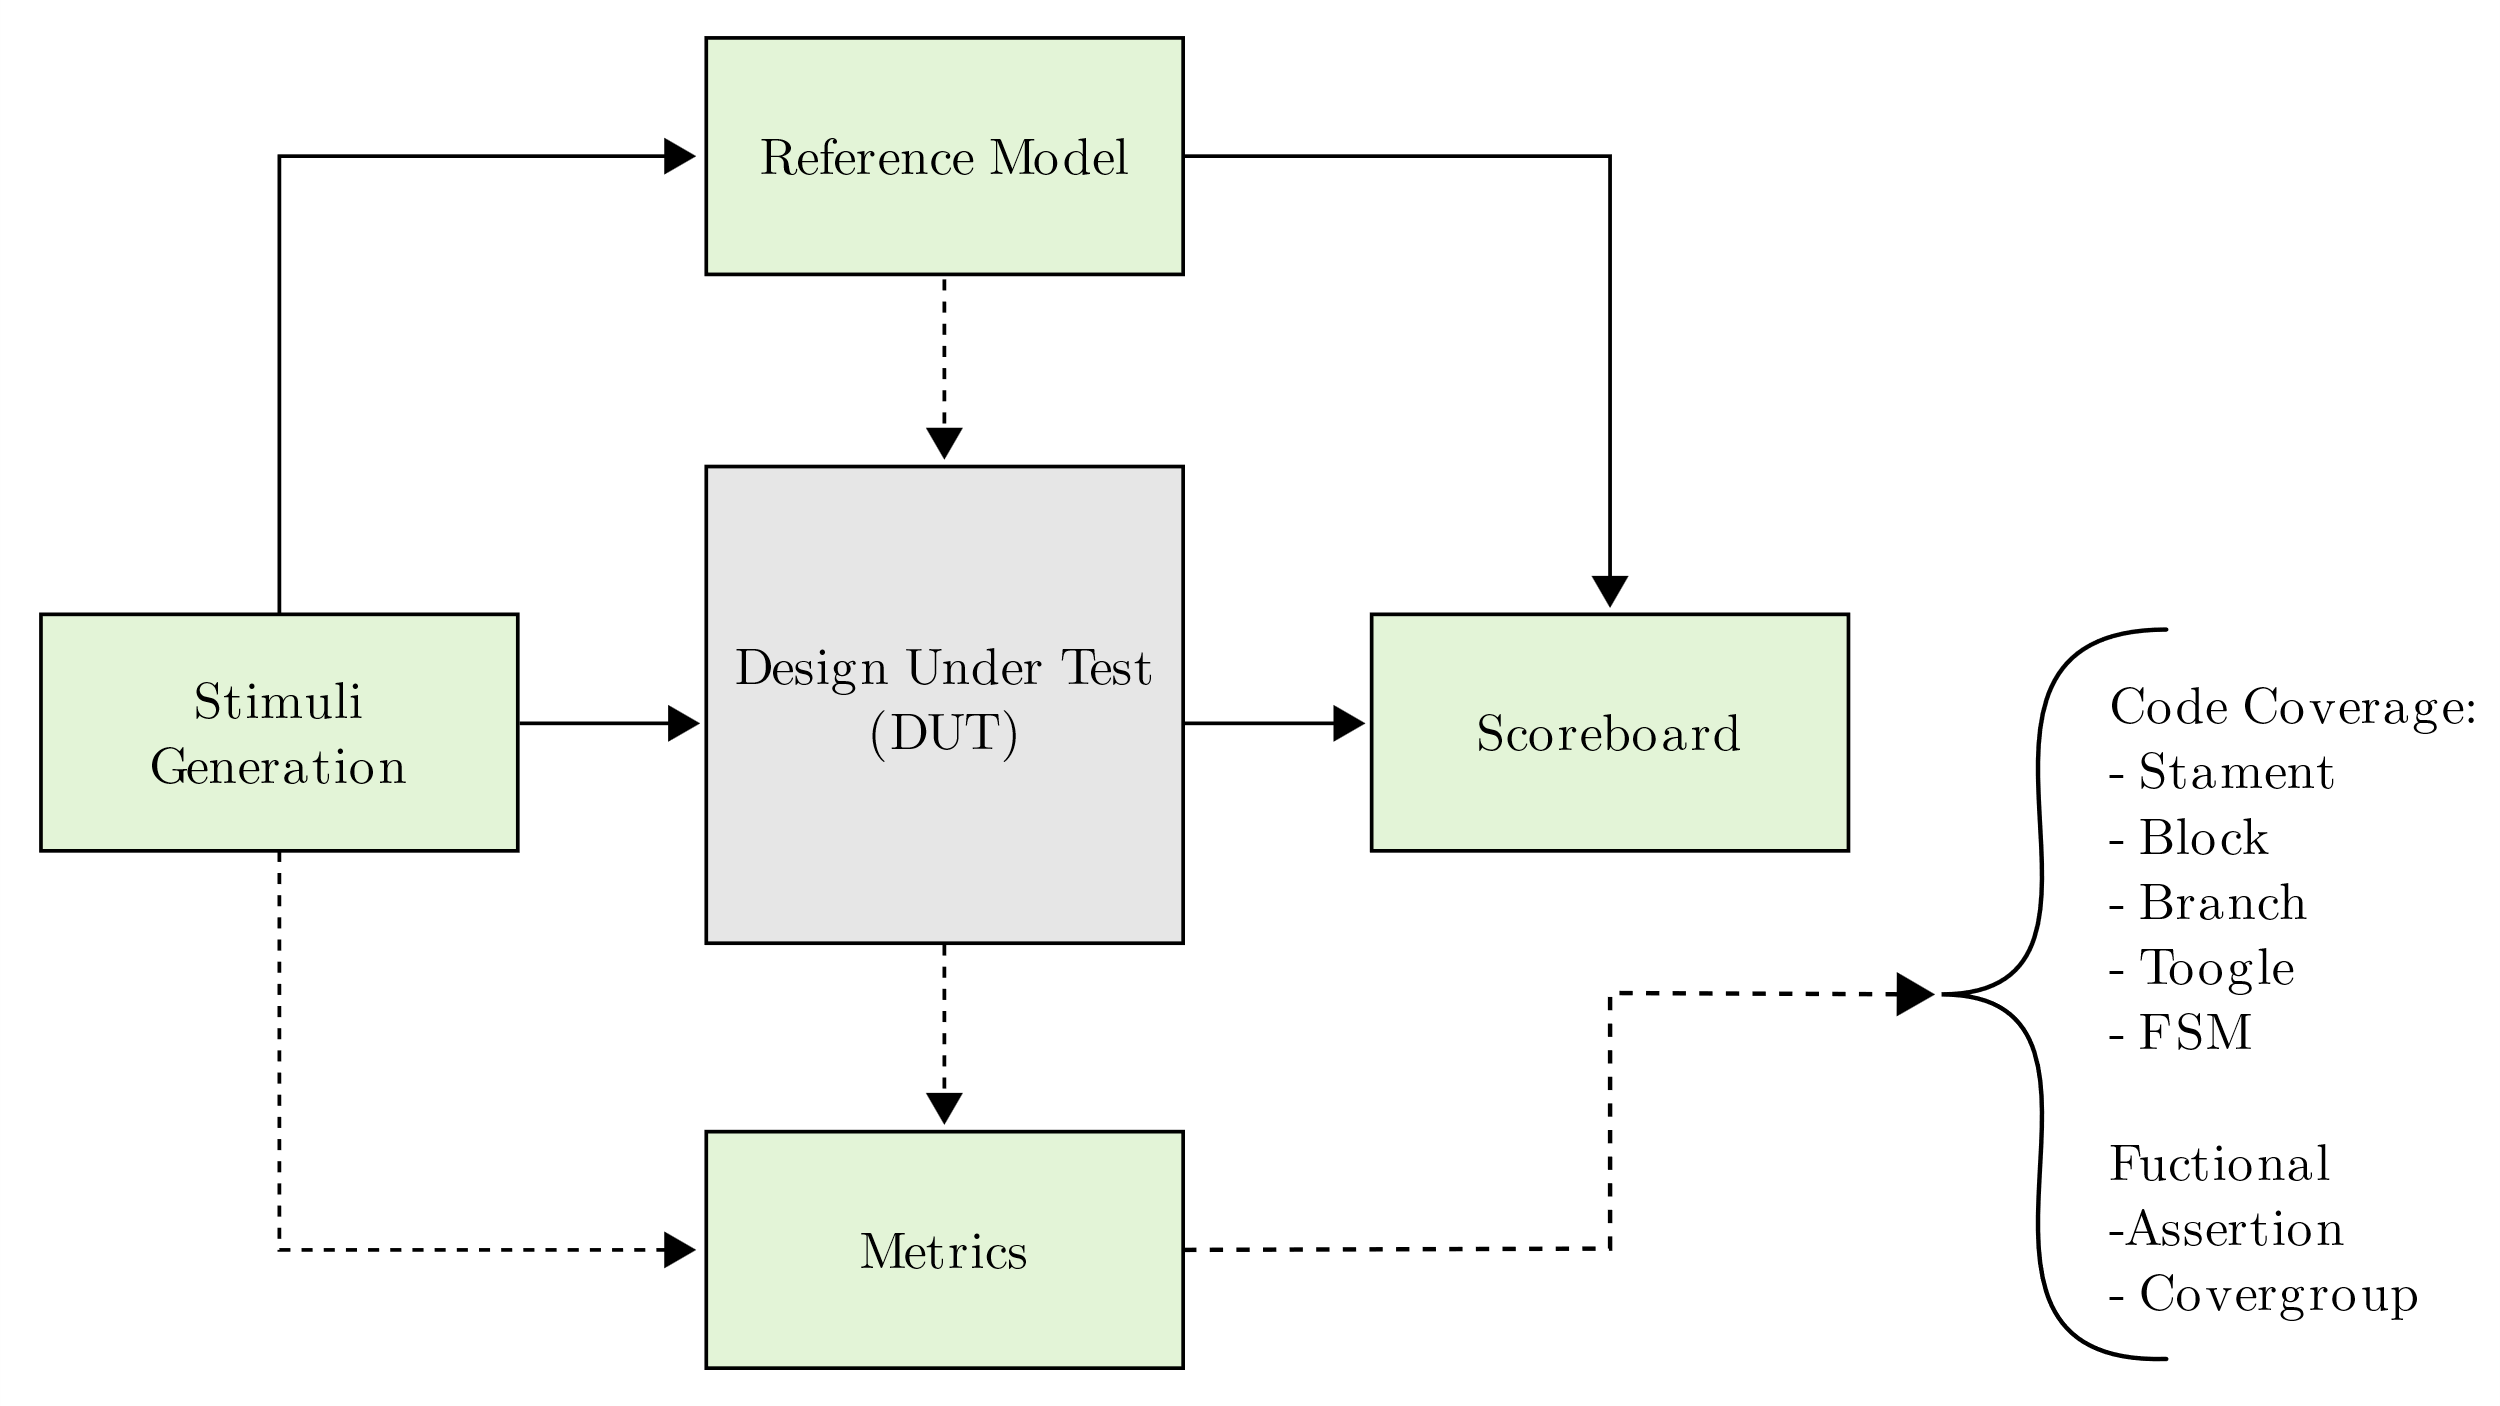 Reference Model
Stimuli
Generation
Design Under Test
(DUT)
Scoreboard
Metrics
Code Coverage:
- Stament
- Block
- Branch
- Toogle
- FSM
Fuctional
-Assertion
- Covergroup